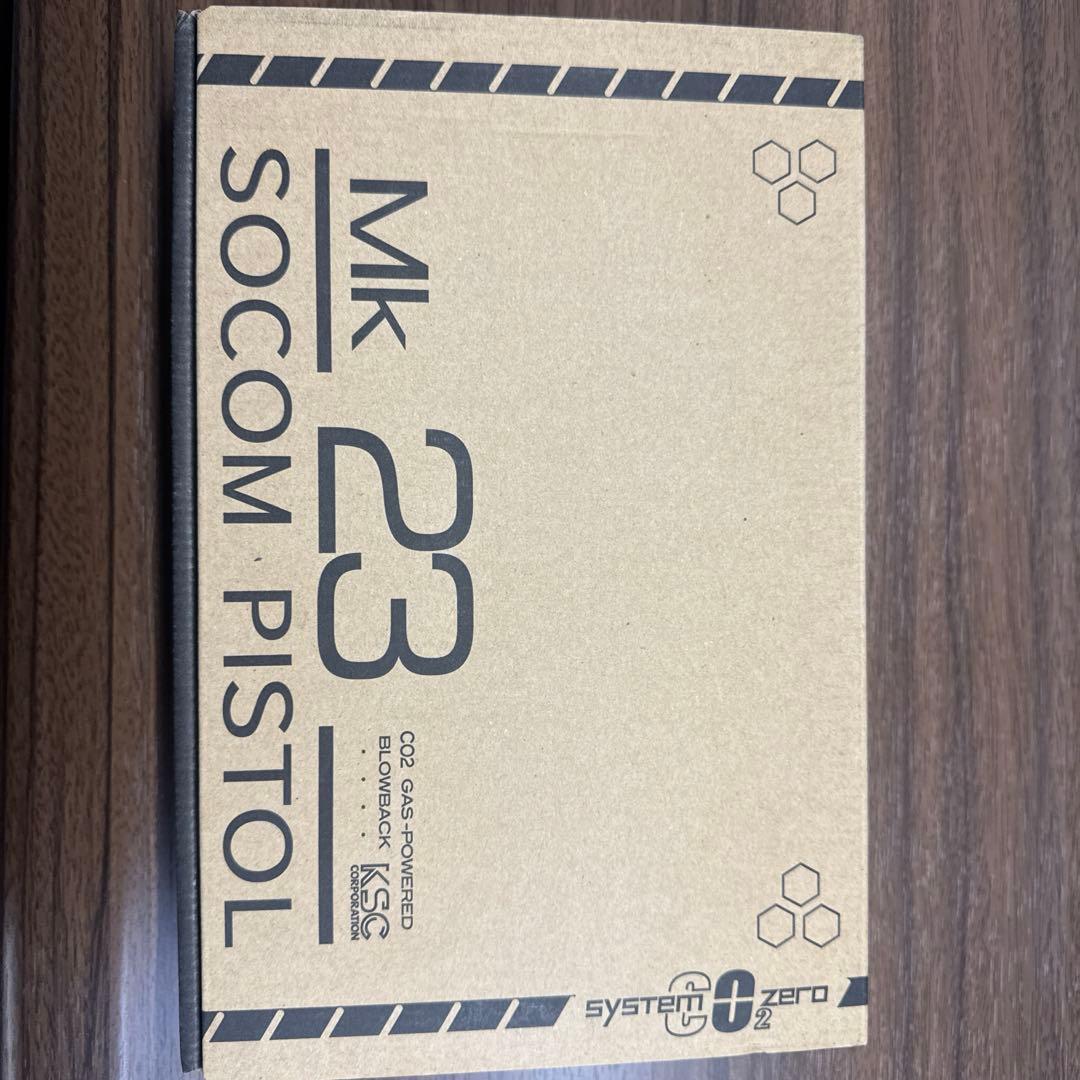 Mk 23
SOCOM PISTOL
CO2 GAS-POWERED
BLOWBACK
KSC
CORPORATION
system CO2 zero